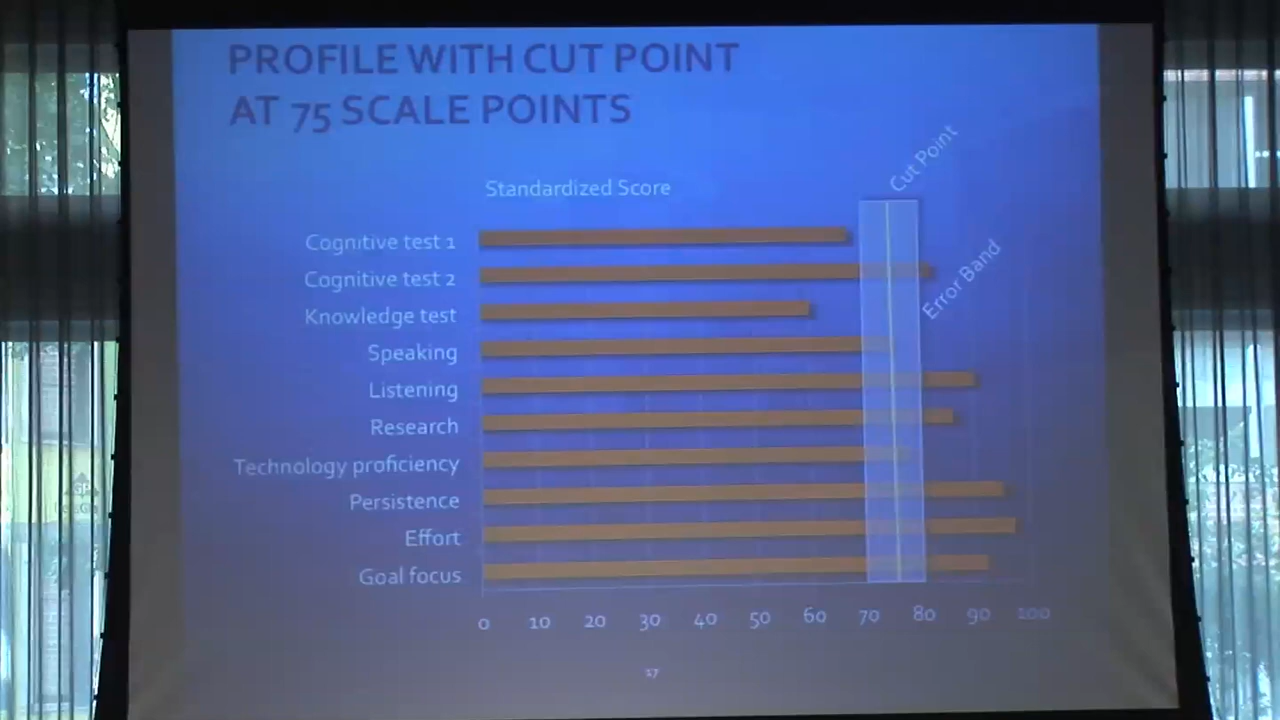 PROFILE WITH CUT POINT
AT 75 SCALE POINTS
Standardized Score
Cut Point
Error Band
Cognitive test 1
Cognitive test 2
Knowledge test
Speaking
Listening
Research
Technology proficiency
Persistence
Effort
Goal focus
0 10 20 30 40 50 60 70 80 90 100
17